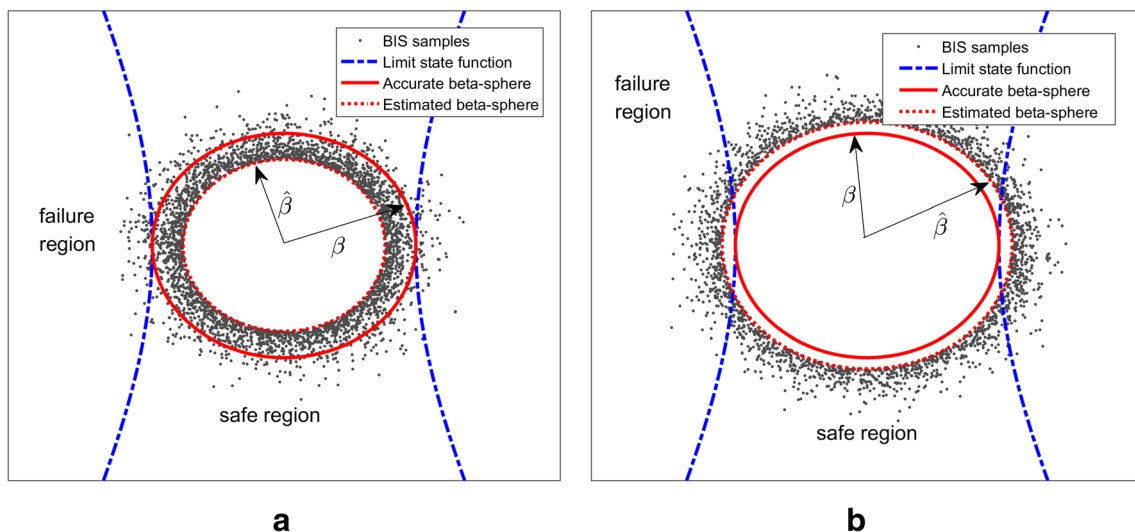 BIS samples
Limit state function
Accurate beta-sphere
Estimated beta-sphere
failure
region
β̂
β
safe region
a
BIS samples
Limit state function
Accurate beta-sphere
Estimated beta-sphere
failure
region
β
β̂
safe region
b